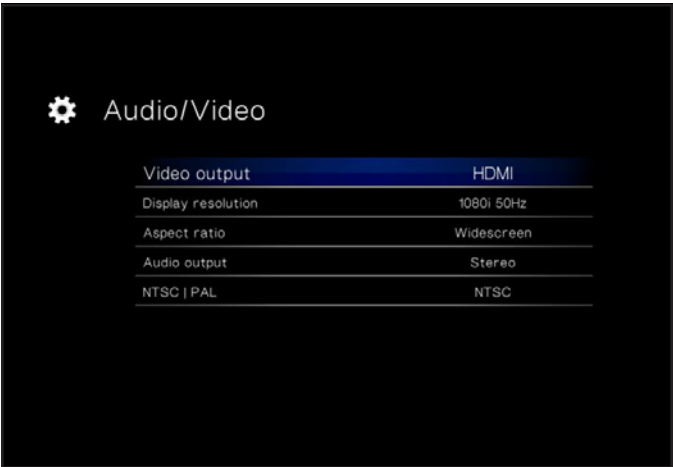 Audio/Video
Video output HDMI
Display resolution 1080i 50Hz
Aspect ratio Widescreen
Audio output Stereo
NTSC | PAL NTSC